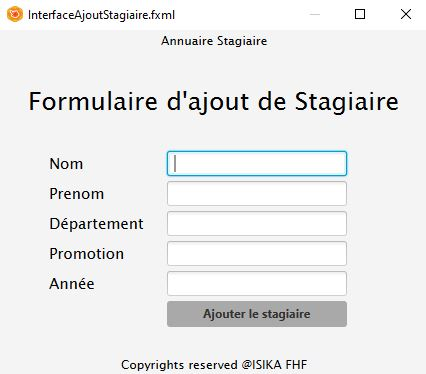 InterfaceAjoutStagiaire.fxml
Annuaire Stagiaire
Formulaire d'ajout de Stagiaire
Nom
Prenom
Département
Promotion
Année
Ajouter le stagiaire
Copyrights reserved @ISIKA FHF